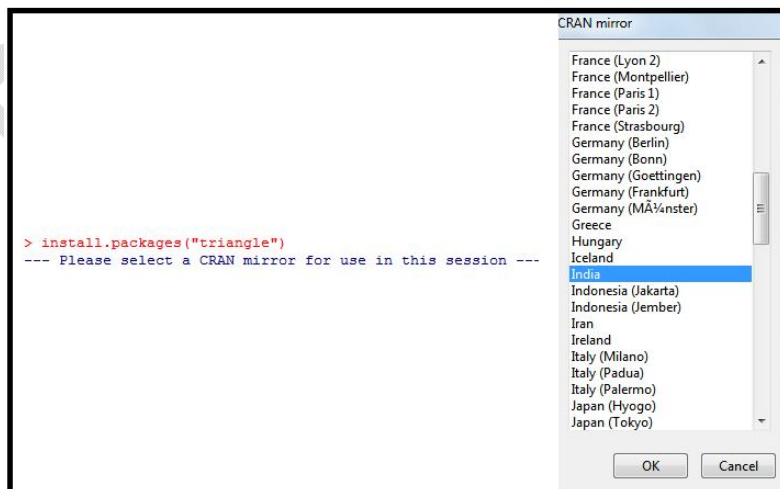 > install.packages("triangle")
--- Please select a CRAN mirror for use in this session ---
CRAN mirror
France (Lyon 2)
France (Montpellier)
France (Paris 1)
France (Paris 2)
France (Strasbourg)
Germany (Berlin)
Germany (Bonn)
Germany (Goettingen)
Germany (Frankfurt)
Germany (MÃ¼nster)
Greece
Hungary
Iceland
India
Indonesia (Jakarta)
Indonesia (Jember)
Iran
Ireland
Italy (Milano)
Italy (Padua)
Italy (Palermo)
Japan (Hyogo)
Japan (Tokyo)
OK
Cancel